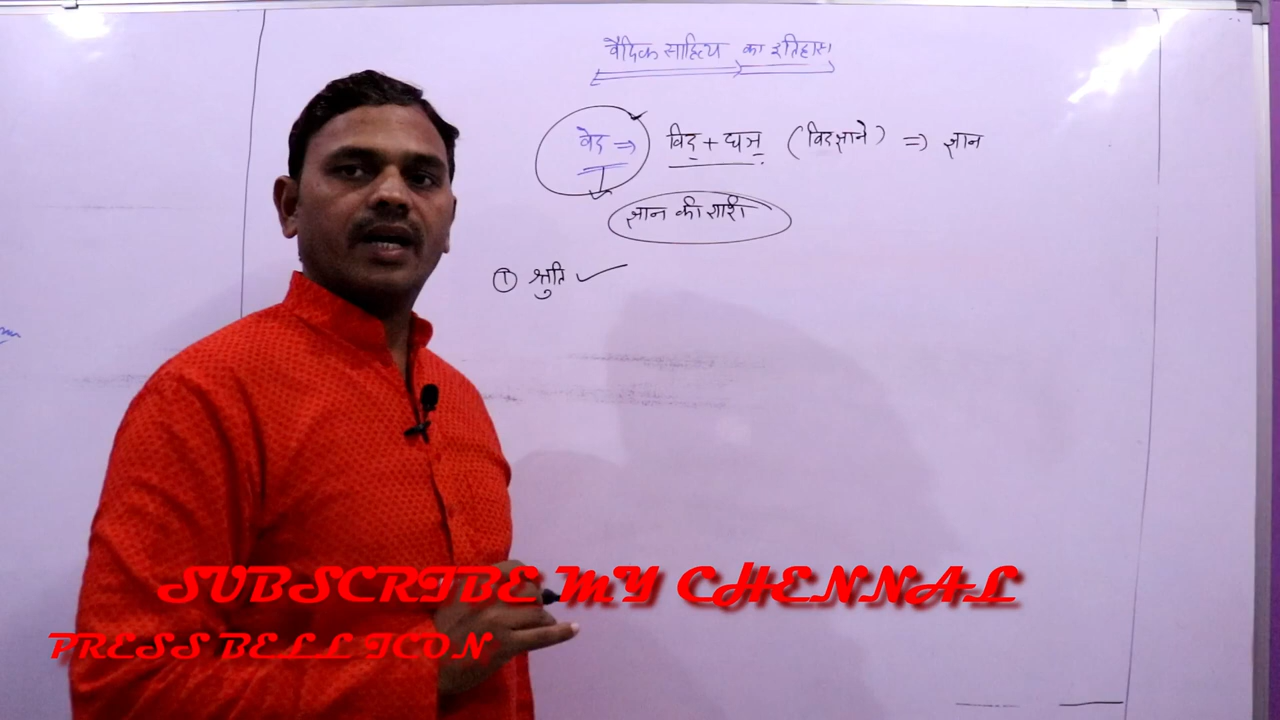 वैदिक साहित्य का इतिहास।
वेद ⇒ विद् + घञ् (विद ज्ञाने) ⇒ ज्ञान
ज्ञान की राशी
① श्रुति ✓
SUBSCRIBE MY CHENNAL
PRESS BELL ICON